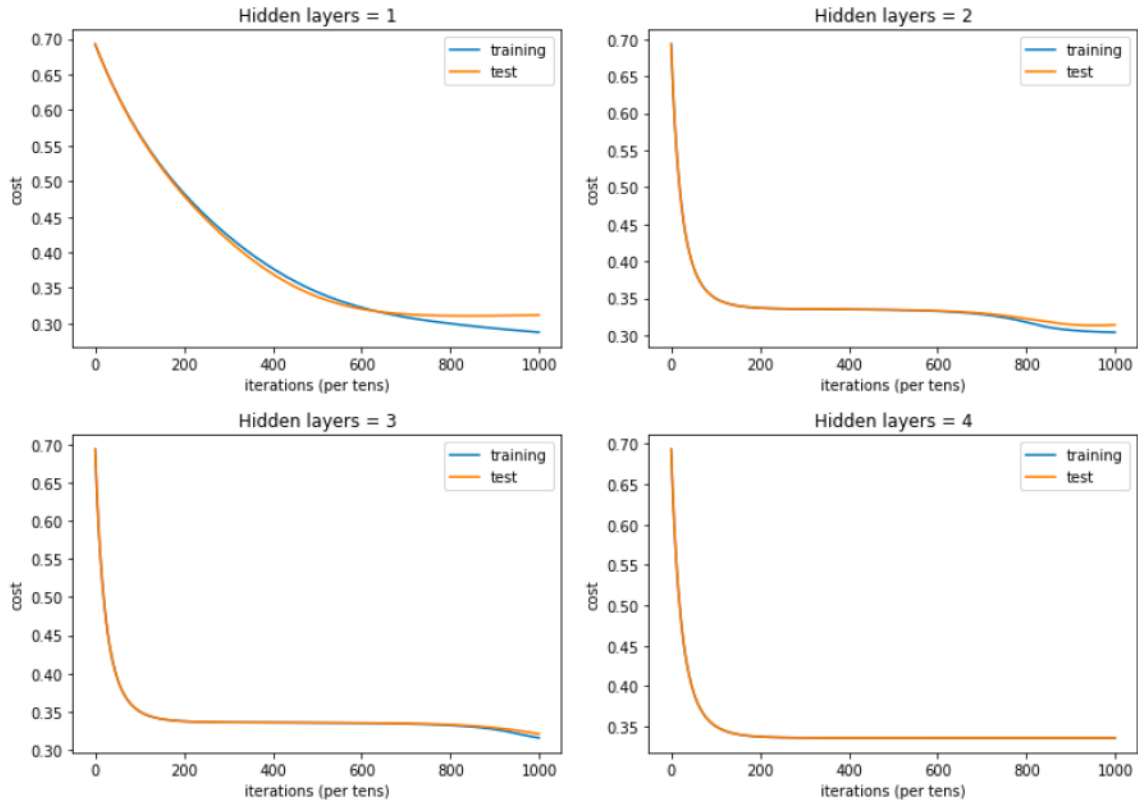 Hidden layers = 1
0.70
0.65
0.60
0.55
0.50
0.45
0.40
0.35
0.30
cost
training
test
0 200 400 600 800 1000
iterations (per tens)
Hidden layers = 2
0.70
0.65
0.60
0.55
0.50
0.45
0.40
0.35
0.30
cost
training
test
0 200 400 600 800 1000
iterations (per tens)
Hidden layers = 3
0.70
0.65
0.60
0.55
0.50
0.45
0.40
0.35
0.30
cost
training
test
0 200 400 600 800 1000
iterations (per tens)
Hidden layers = 4
0.70
0.65
0.60
0.55
0.50
0.45
0.40
0.35
cost
training
test
0 200 400 600 800 1000
iterations (per tens)